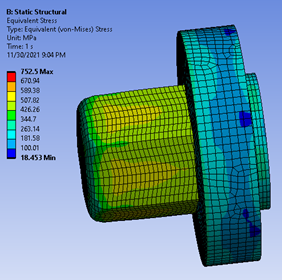 B: Static Structural
Equivalent Stress
Type: Equivalent (von-Mises) Stress
Unit: MPa
Time: 1 s
11/30/2021 9:04 PM
752.5 Max
670.94
589.38
507.82
426.26
344.7
263.14
181.58
100.01
18.453 Min